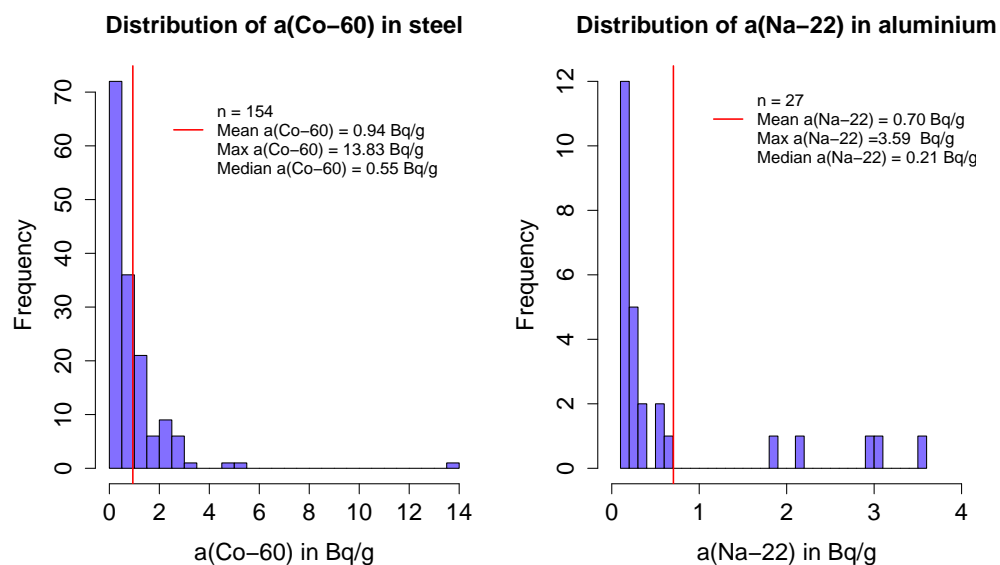 Distribution of a(Co−60) in steel
n = 154
Mean a(Co−60) = 0.94 Bq/g
Max a(Co−60) = 13.83 Bq/g
Median a(Co−60) = 0.55 Bq/g
Frequency
70
60
50
40
30
20
10
0
0 2 4 6 8 10 12 14
a(Co−60) in Bq/g
Distribution of a(Na−22) in aluminium
n = 27
Mean a(Na−22) = 0.70 Bq/g
Max a(Na−22) =3.59 Bq/g
Median a(Na−22) = 0.21 Bq/g
Frequency
12
10
8
6
4
2
0
0 1 2 3 4
a(Na−22) in Bq/g